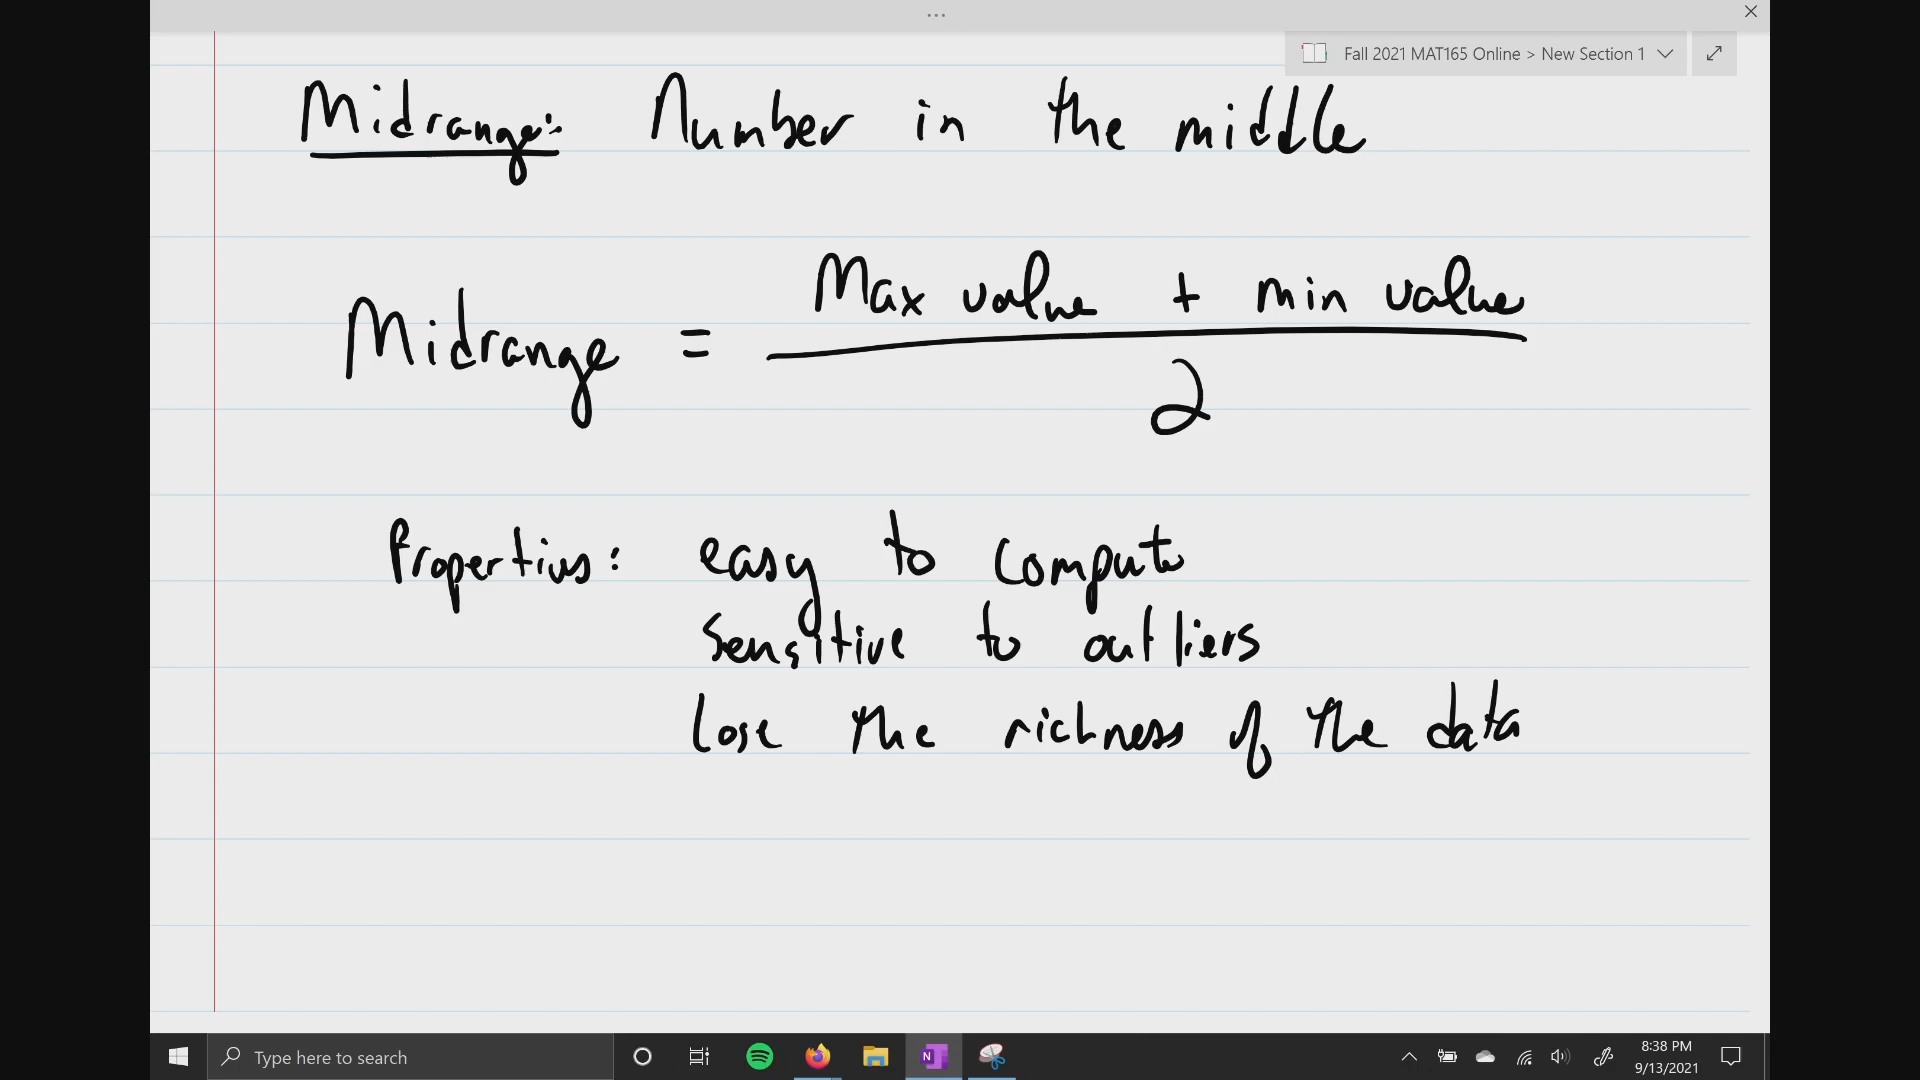 Fall 2021 MAT165 Online > New Section 1
Midrange: Number in the middle
Max value + min value
Midrange =
2
Properties: easy to compute
Sensitive to outliers
Lose the richness of the data
Type here to search
8:38 PM
9/13/2021